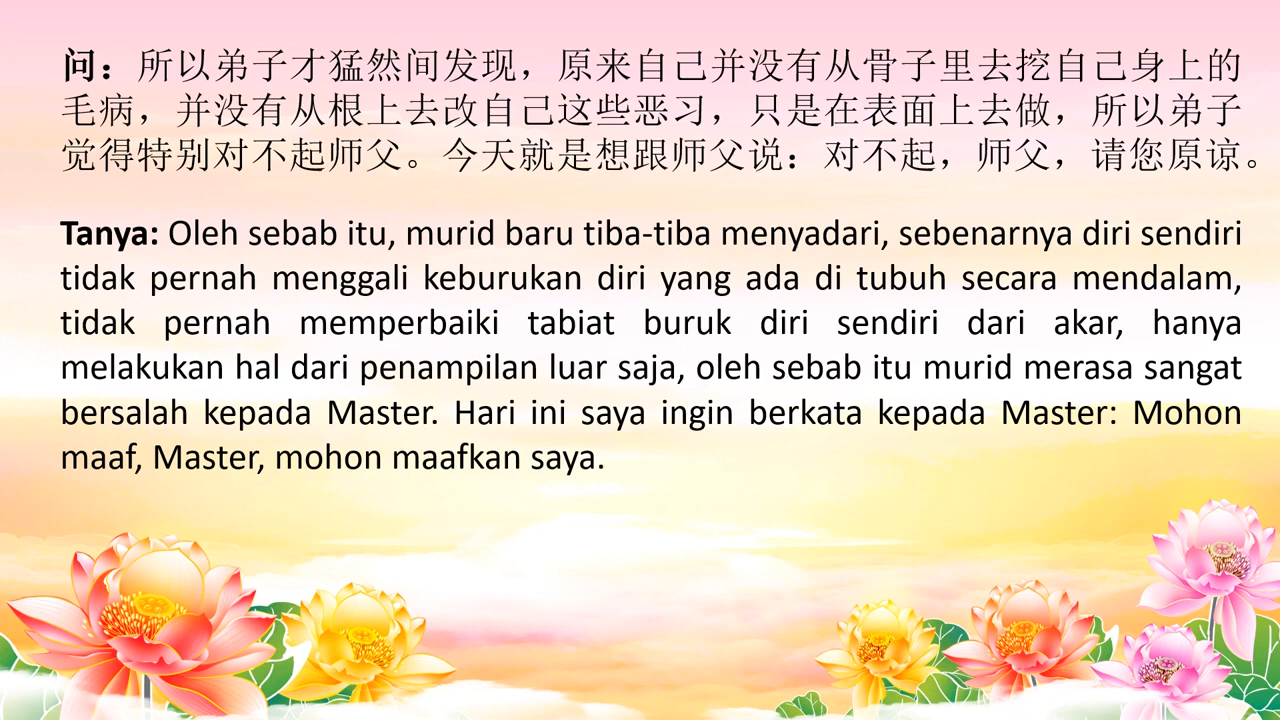 问：所以弟子才猛然间发现，原来自己并没有从骨子里去挖自己身上的
毛病，并没有从根上去改自己这些恶习，只是在表面上去做，所以弟子
觉得特别对不起师父。今天就是想跟师父说：对不起，师父，请您原谅。
Tanya: Oleh sebab itu, murid baru tiba-tiba menyadari, sebenarnya diri sendiri
tidak pernah menggali keburukan diri yang ada di tubuh secara mendalam,
tidak pernah memperbaiki tabiat buruk diri sendiri dari akar, hanya
melakukan hal dari penampilan luar saja, oleh sebab itu murid merasa sangat
bersalah kepada Master. Hari ini saya ingin berkata kepada Master: Mohon
maaf, Master, mohon maafkan saya.